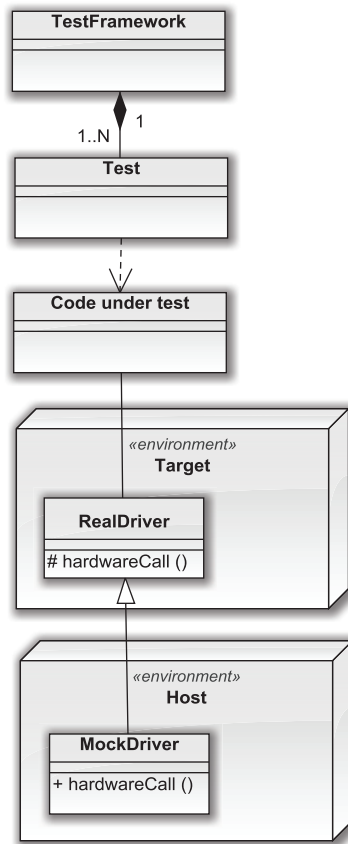 TestFramework
1
1..N
Test
Code under test
«environment»
Target
RealDriver
# hardwareCall ()
«environment»
Host
MockDriver
+ hardwareCall ()